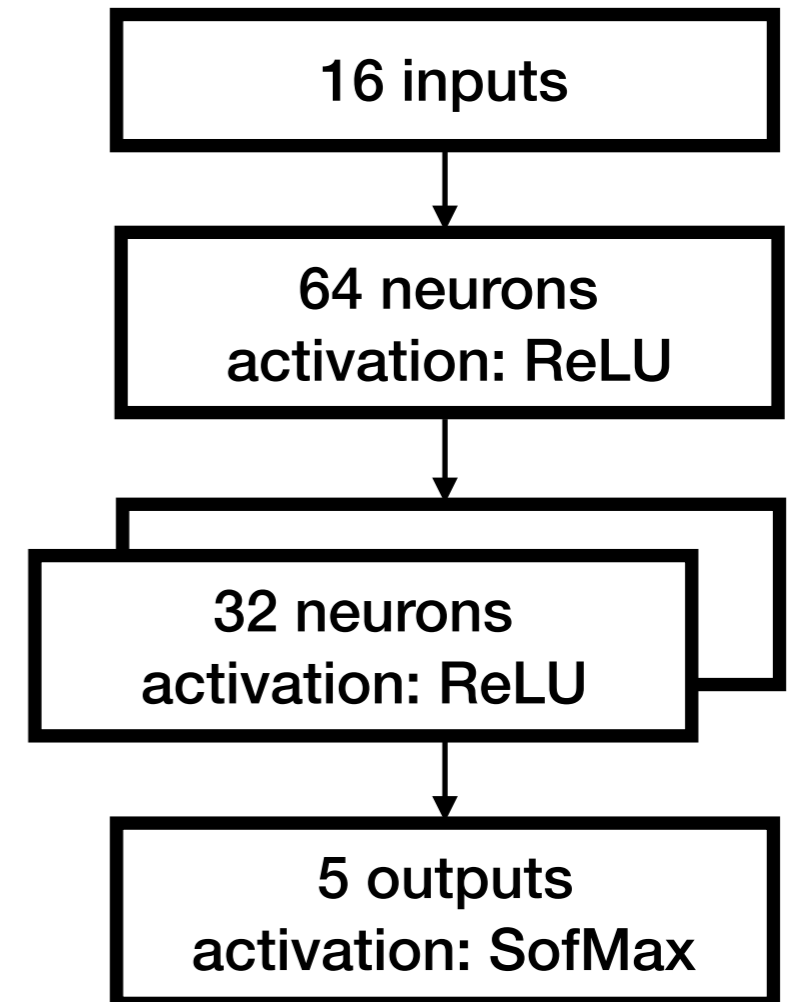 16 inputs
64 neurons
activation: ReLU
32 neurons
activation: ReLU
5 outputs
activation: SofMax